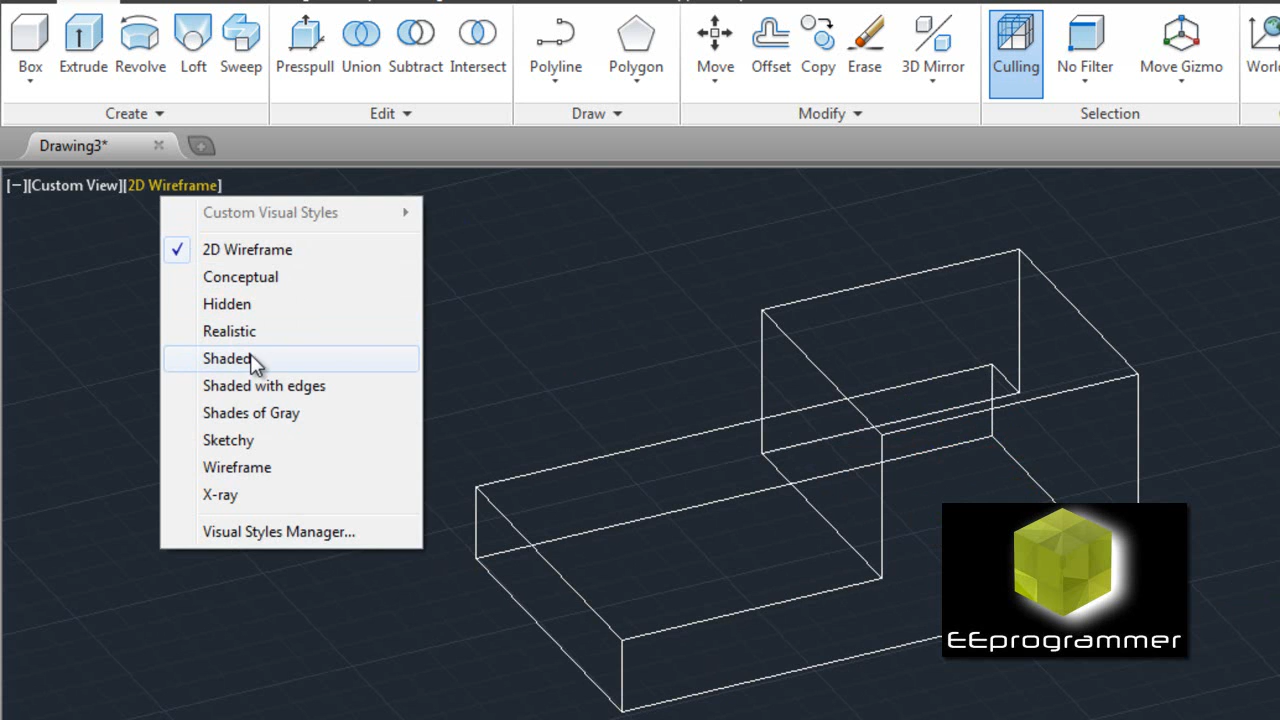 Box Extrude Revolve Loft Sweep Presspull Union Subtract Intersect Polyline Polygon Move Offset Copy Erase 3D Mirror Culling No Filter Move Gizmo
Create Edit Draw Modify Selection
Drawing3*
[−][Custom View][2D Wireframe]
Custom Visual Styles
2D Wireframe
Conceptual
Hidden
Realistic
Shaded
Shaded with edges
Shades of Gray
Sketchy
Wireframe
X-ray
Visual Styles Manager...
EEprogrammer